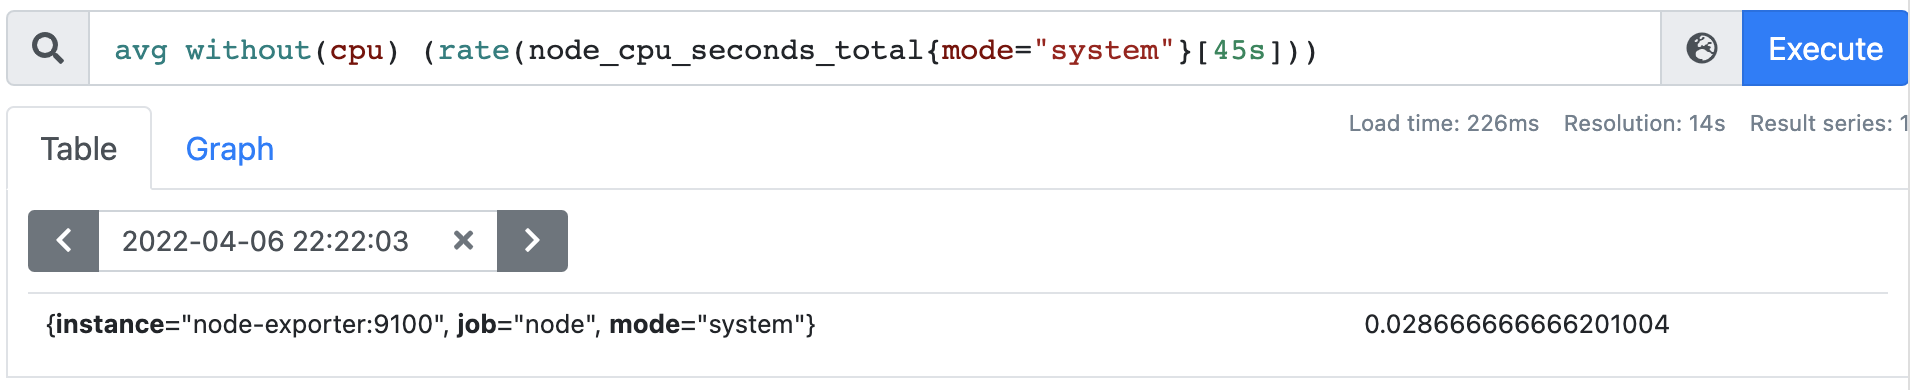 avg without(cpu) (rate(node_cpu_seconds_total{mode="system"}[45s]))
Execute
Load time: 226ms Resolution: 14s Result series: 1
Table Graph
2022-04-06 22:22:03
{instance="node-exporter:9100", job="node", mode="system"} 0.028666666666201004